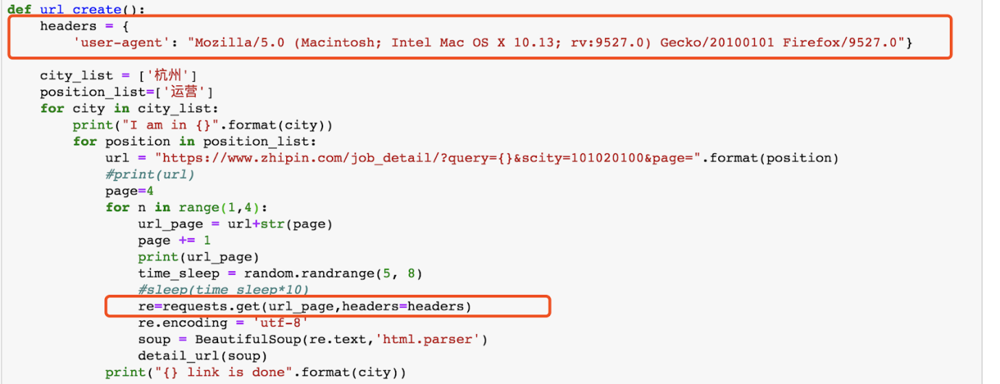 def url_create():
    headers = {
        'user-agent': "Mozilla/5.0 (Macintosh; Intel Mac OS X 10.13; rv:9527.0) Gecko/20100101 Firefox/9527.0"}
    city_list = ['杭州']
    position_list=['运营']
    for city in city_list:
        print("I am in {}".format(city))
        for position in position_list:
            url = "https://www.zhipin.com/job_detail/?query={}&scity=101020100&page=".format(position)
            #print(url)
            page=4
            for n in range(1,4):
                url_page = url+str(page)
                page += 1
                print(url_page)
                time_sleep = random.randrange(5, 8)
                #sleep(time_sleep*10)
                re=requests.get(url_page,headers=headers)
                re.encoding = 'utf-8'
                soup = BeautifulSoup(re.text,'html.parser')
                detail_url(soup)
            print("{} link is done".format(city))